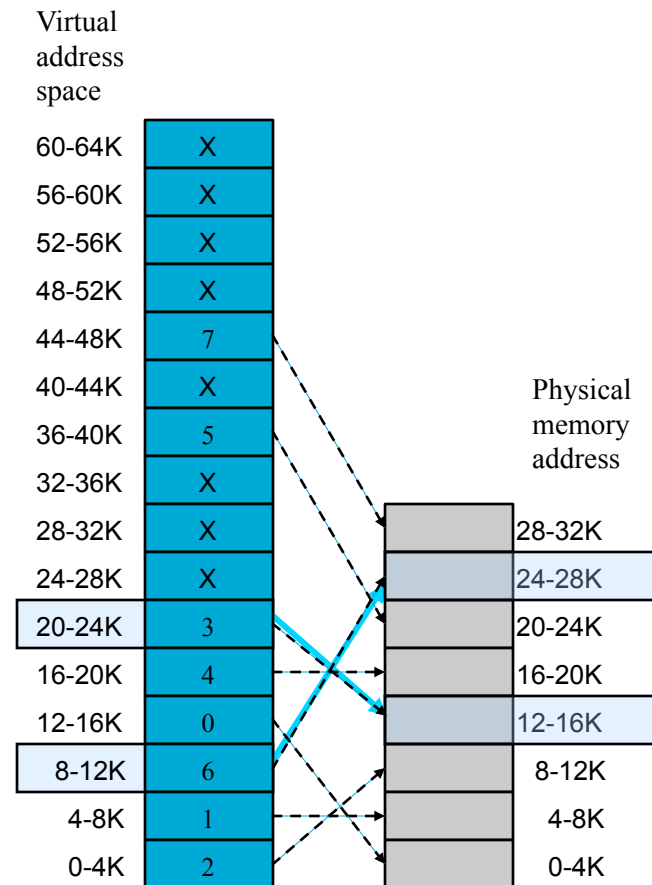 Virtual
address
space
60-64K X
56-60K X
52-56K X
48-52K X
44-48K 7
40-44K X
36-40K 5
32-36K X
28-32K X
24-28K X
20-24K 3
16-20K 4
12-16K 0
8-12K 6
4-8K 1
0-4K 2
Physical
memory
address
28-32K
24-28K
20-24K
16-20K
12-16K
8-12K
4-8K
0-4K